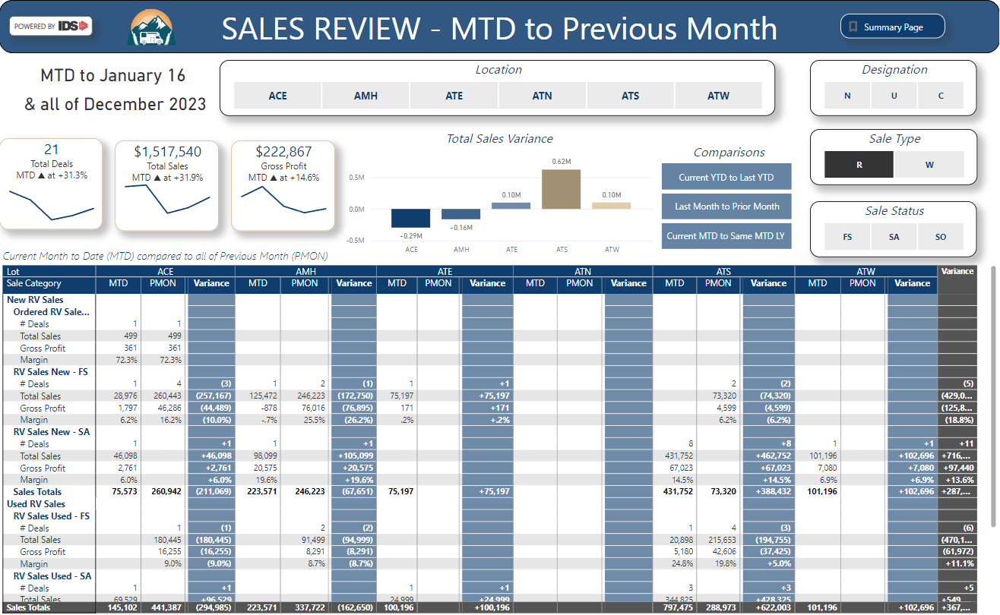 POWERED BY IDS
SALES REVIEW - MTD to Previous Month
Summary Page
MTD to January 16
& all of December 2023
Location
ACE AMH ATE ATN ATS ATW
Designation
N U C
21
Total Deals
MTD ▲ at +31.3%
$1,517,540
Total Sales
MTD ▲ at +31.9%
$222,867
Gross Profit
MTD ▲ at +14.6%
Total Sales Variance
0.5M
0.0M
-0.5M
-0.29M
-0.16M
0.10M
0.62M
0.10M
ACE AMH ATE ATS ATW
Comparisons
Current YTD to Last YTD
Last Month to Prior Month
Current MTD to Same MTD LY
Sale Type
R W
Sale Status
FS SA SO
Current Month to Date (MTD) compared to all of Previous Month (PMON)
Lot ACE AMH ATE ATN ATS ATW Variance
Sale Category MTD PMON Variance MTD PMON Variance MTD PMON Variance MTD PMON Variance MTD PMON Variance MTD PMON Variance
New RV Sales
Ordered RV Sale...
# Deals 1 1
Total Sales 499 499
Gross Profit 361 361
Margin 72.3% 72.3%
RV Sales New - FS
# Deals 1 4 (3) 1 2 (1) 1 +1 2 (2) (5)
Total Sales 28,976 260,443 (257,167) 125,472 246,223 (172,750) 75,197 +75,197 73,320 (74,320) (429,0...
Gross Profit 1,797 46,286 (44,489) -878 76,016 (76,895) 171 +171 4,599 (4,599) (125,8...
Margin 6.2% 16.2% (10.0%) -.7% 25.5% (26.2%) .2% +.2% 6.2% (6.2%) (18.8%)
RV Sales New - SA
# Deals 1 +1 1 +1 8 +8 1 +1 +11
Total Sales 46,098 +46,098 98,099 +105,099 431,752 +462,752 101,196 +102,696 +716,...
Gross Profit 2,761 +2,761 20,575 +20,575 67,023 +67,023 7,080 +7,080 +97,440
Margin 6.0% +6.0% 19.6% +19.6% 14.5% +14.5% 6.9% +6.9% +13.6%
Sales Totals 75,573 260,942 (211,069) 223,571 246,223 (67,651) 75,197 +75,197 431,752 73,320 +388,432 101,196 +102,696 +287,...
Used RV Sales
RV Sales Used - FS
# Deals 1 (1) 2 (2) 1 4 (3) (6)
Total Sales 180,445 (180,445) 91,499 (94,999) 20,898 215,653 (194,755) (470,1...
Gross Profit 16,255 (16,255) 8,291 (8,291) 5,180 42,606 (37,425) (61,972)
Margin 9.0% (9.0%) 8.7% (8.7%) 24.8% 19.8% +5.0% +11.1%
RV Sales Used - SA
# Deals 1 +1 1 +1 3 +3 +5
Total Sales 69,529 +96,529 24,999 +24,999 344,825 +428,325 +549,...
Sales Totals 145,102 441,387 (294,985) 223,571 337,722 (162,650) 100,196 +100,196 797,475 288,973 +622,003 101,196 +102,696 +367,...